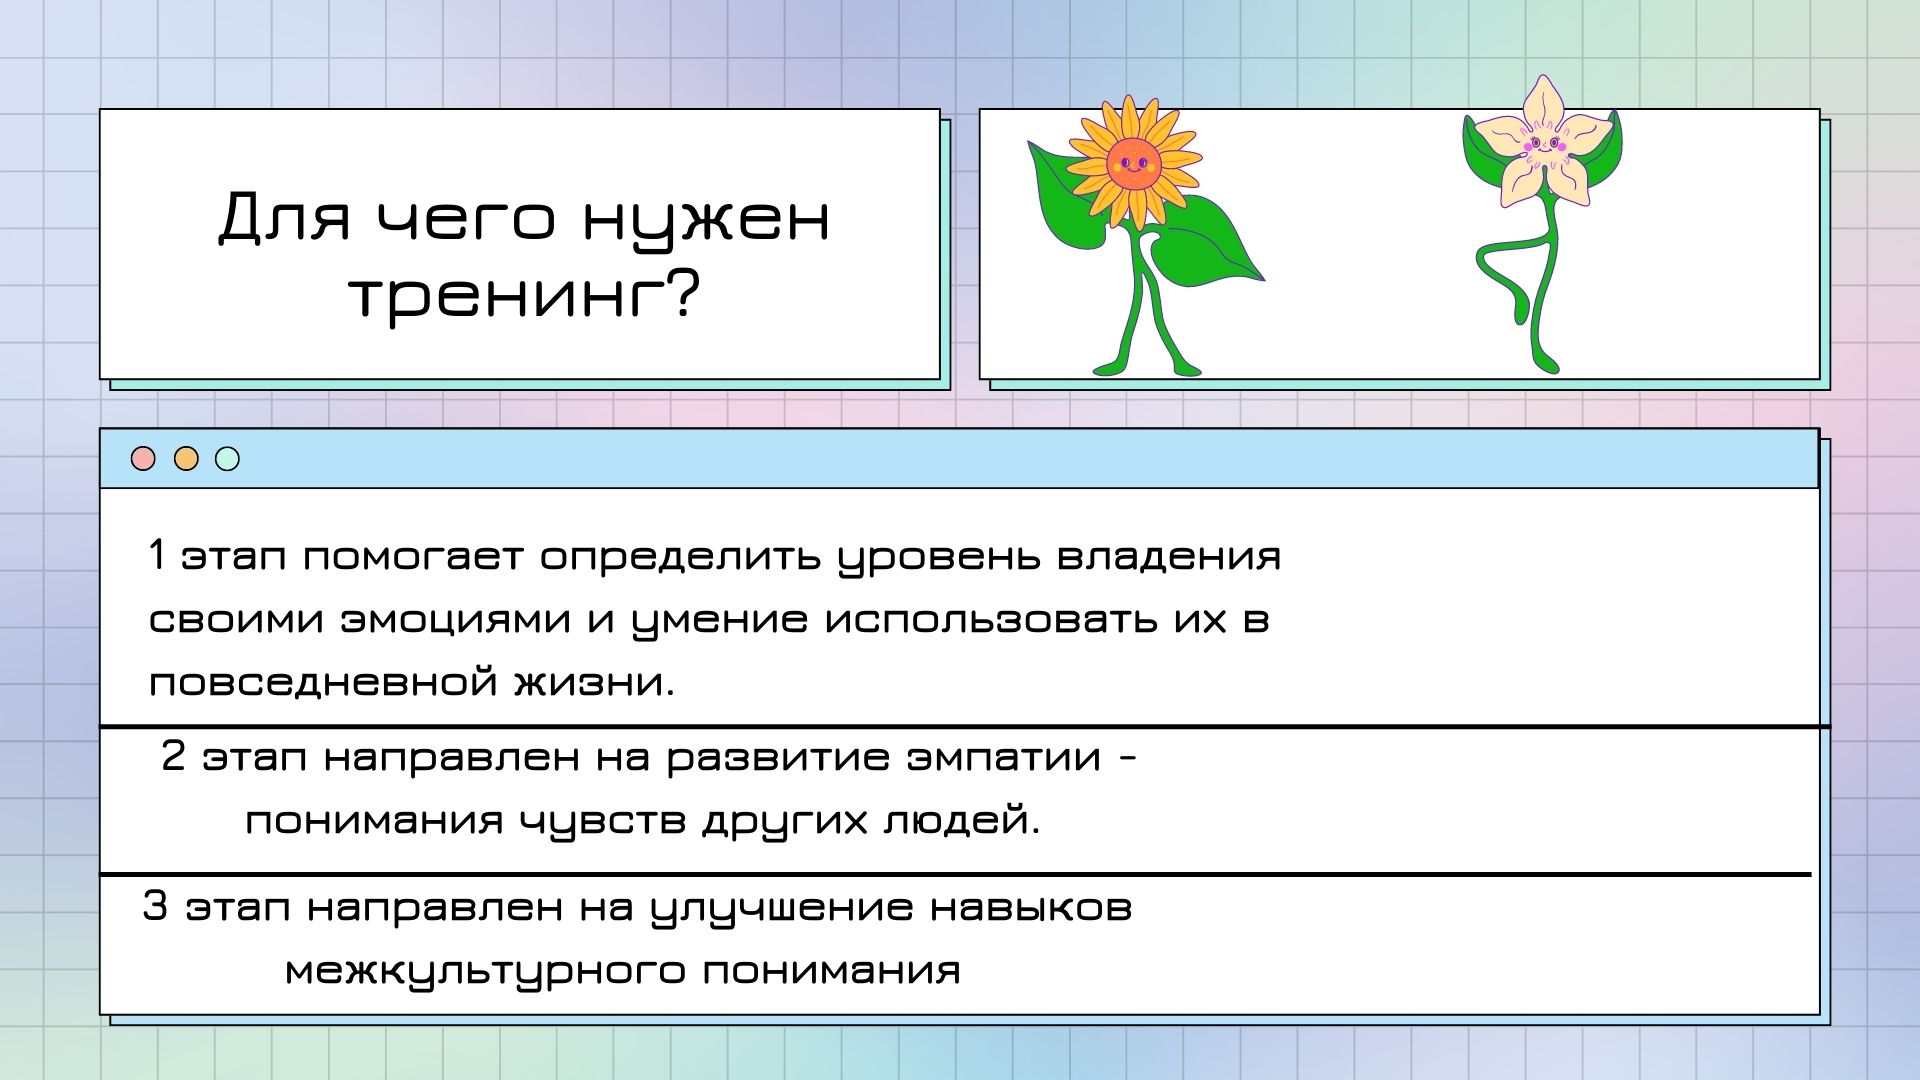 Для чего нужен
тренинг?
1 этап помогает определить уровень владения
своими эмоциями и умение использовать их в
повседневной жизни.
2 этап направлен на развитие эмпатии -
понимания чувств других людей.
3 этап направлен на улучшение навыков
межкультурного понимания